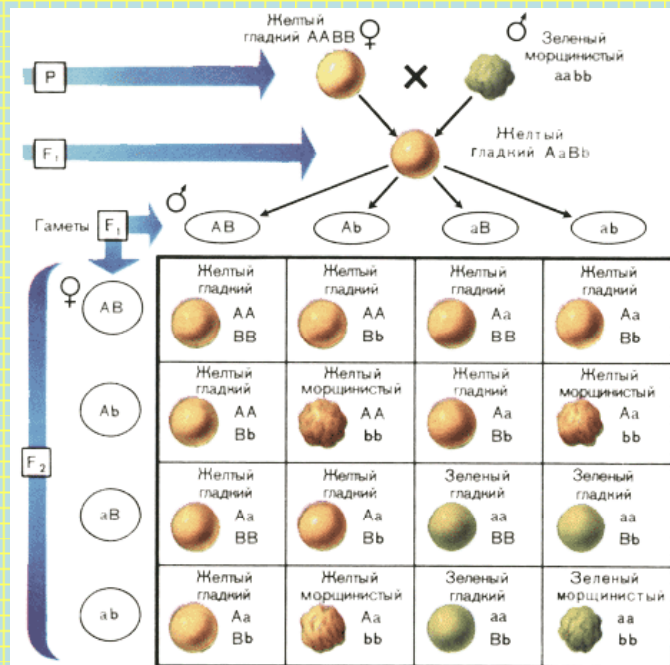 Желтый
гладкий AABB ♀
♂
Зеленый
морщинистый
aabb
P
×
F₁
Желтый
гладкий AaBb
Гаметы F₁ ♂
AB Ab aB ab
♀
F₂
AB
Желтый гладкий AA BB
Желтый гладкий AA Bb
Желтый гладкий Aa BB
Желтый гладкий Aa Bb
Ab
Желтый гладкий AA Bb
Желтый морщинистый AA bb
Желтый гладкий Aa Bb
Желтый морщинистый Aa bb
aB
Желтый гладкий Aa BB
Желтый гладкий Aa Bb
Зеленый гладкий aa BB
Зеленый гладкий aa Bb
ab
Желтый гладкий Aa Bb
Желтый морщинистый Aa bb
Зеленый гладкий aa Bb
Зеленый морщинистый aa bb